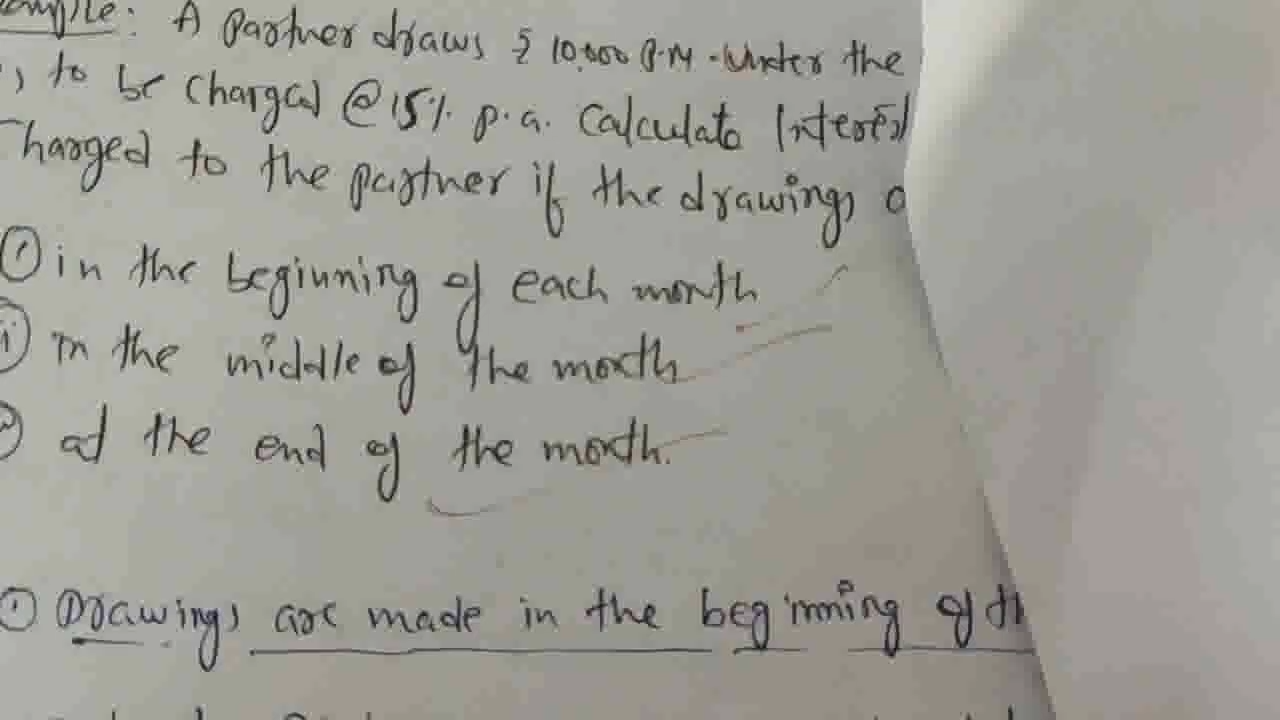 A Partner draws ₹ 10,000 P.M. Under the
, to be charged @ 15% p.a. Calculate Interest
charged to the partner if the drawings
in the beginning of each month
in the middle of the month
at the end of the month.
① Drawings are made in the beginning of